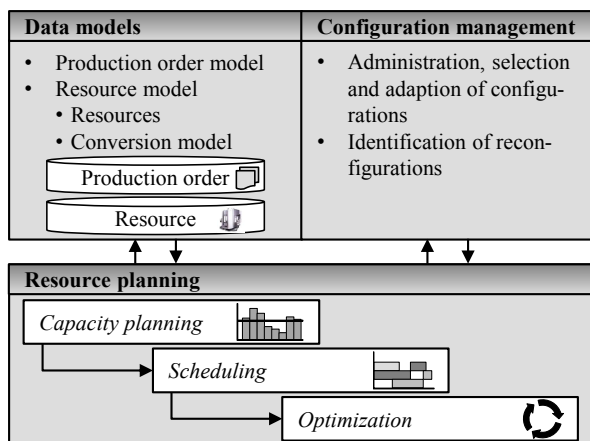 Data models
• Production order model
• Resource model
• Resources
• Conversion model
Production order
Resource
Configuration management
• Administration, selection
and adaption of configu-
rations
• Identification of recon-
figurations
Resource planning
Capacity planning
Scheduling
Optimization